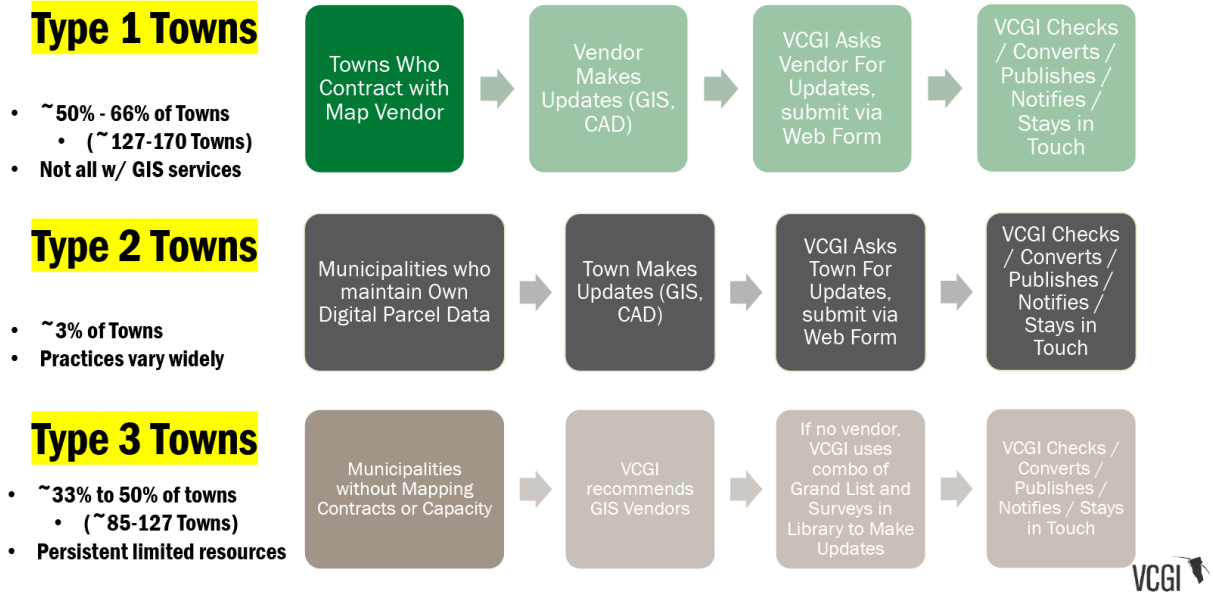 Type 1 Towns
• ~50% - 66% of Towns
• (~127-170 Towns)
• Not all w/ GIS services
Towns Who
Contract with
Map Vendor
Vendor
Makes
Updates (GIS,
CAD)
VCGI Asks
Vendor For
Updates,
submit via
Web Form
VCGI Checks
/ Converts /
Publishes /
Notifies /
Stays in
Touch
Type 2 Towns
• ~3% of Towns
• Practices vary widely
Municipalities who
maintain Own
Digital Parcel Data
Town Makes
Updates (GIS,
CAD)
VCGI Asks
Town For
Updates,
submit via
Web Form
VCGI Checks
/ Converts /
Publishes /
Notifies /
Stays in
Touch
Type 3 Towns
• ~33% to 50% of towns
• (~85-127 Towns)
• Persistent limited resources
Municipalities
without Mapping
Contracts or Capacity
VCGI
recommends
GIS Vendors
If no vendor,
VCGI uses
combo of
Grand List and
Surveys in
Library to Make
Updates
VCGI Checks /
Converts /
Publishes /
Notifies / Stays
in Touch
VCGI